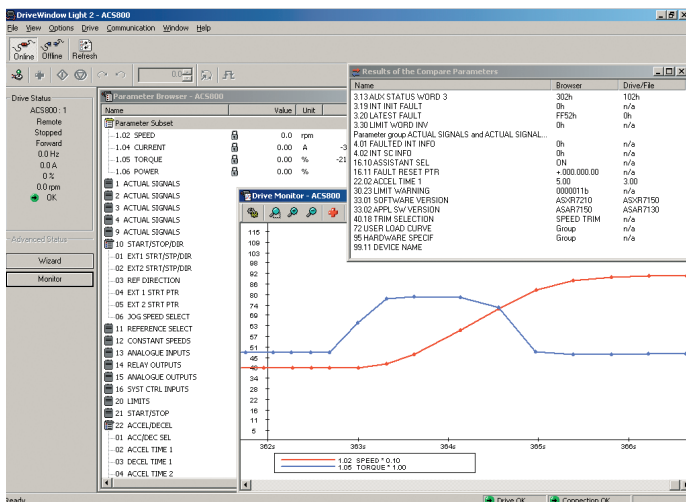 DriveWindow Light 2 - ACS800
File View Options Drive Communication Window Help
Online Offline Refresh
0.0
Drive Status
ACS800 : 1
Remote
Stopped
Forward
0.0 Hz
0.0 A
0 %
0.0 rpm
OK
Advanced Status
Wizard
Monitor
Parameter Browser - ACS800
Name Value Unit
Parameter Subset
1.02 SPEED 0.0 rpm
1.04 CURRENT 0.00 A -3
1.05 TORQUE 0.00 % -21
1.06 POWER 0.00 %
1 ACTUAL SIGNALS
2 ACTUAL SIGNALS
3 ACTUAL SIGNALS
4 ACTUAL SIGNALS
9 ACTUAL SIGNALS
10 START/STOP/DIR
01 EXT1 STRT/STP/DIR
02 EXT2 STRT/STP/DIR
03 REF DIRECTION
04 EXT 1 STRT PTR
05 EXT 2 STRT PTR
06 JOG SPEED SELECT
11 REFERENCE SELECT
12 CONSTANT SPEEDS
13 ANALOGUE INPUTS
14 RELAY OUTPUTS
15 ANALOGUE OUTPUTS
16 SYST CTRL INPUTS
20 LIMITS
21 START/STOP
22 ACCEL/DECEL
01 ACC/DEC SEL
02 ACCEL TIME 1
03 DECEL TIME 1
04 ACCEL TIME 2
Results of the Compare Parameters
Name Browser Drive/File
3.13 AUX STATUS WORD 3 302h 102h
3.19 INT INIT FAULT 0h n/a
3.20 LATEST FAULT FF52h 0h
3.30 LIMIT WORD INV 0h n/a
Parameter group ACTUAL SIGNALS and ACTUAL SIGNAL...
4.01 FAULTED INT INFO 0h n/a
4.02 INT SC INFO 0h n/a
16.10 ASSISTANT SEL ON n/a
16.11 FAULT RESET PTR +.000.000.00 n/a
22.02 ACCEL TIME 1 5.00 3.00
30.23 LIMIT WARNING 0000011b n/a
33.01 SOFTWARE VERSION ASXR7210 ASXR7150
33.02 APPL SW VERSION ASAR7150 ASAR7130
40.18 TRIM SELECTION SPEED TRIM n/a
72 USER LOAD CURVE Group n/a
95 HARDWARE SPECIF Group n/a
99.11 DEVICE NAME
Drive Monitor - ACS800
115
109
103
98
92
86
80
74
69
63
57
51
45
40
34
28
22
16
11
5
362s 363s 364s 365s 366s
1.02 SPEED * 0.10
1.05 TORQUE * 1.00
Ready Drive OK Connection OK